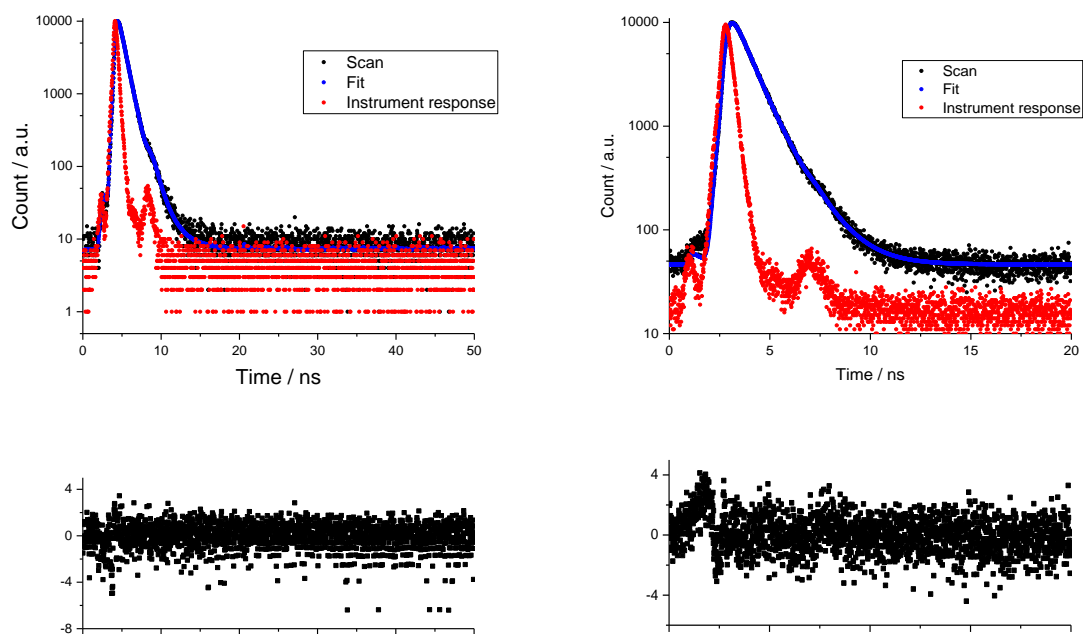 10000
1000
100
10
1
Count / a.u.
Scan
Fit
Instrument response
0 10 20 30 40 50
Time / ns
10000
1000
100
10
Count / a.u.
Scan
Fit
Instrument response
0 5 10 15 20
Time / ns
4
0
-4
-8
4
0
-4